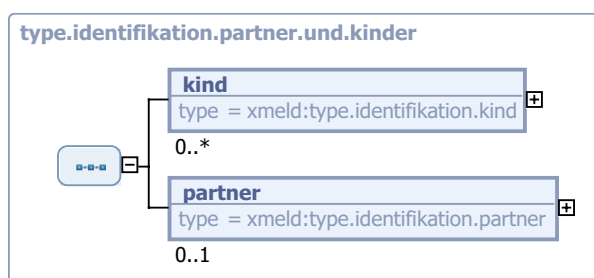 type.identifikation.partner.und.kinder
kind
type = xmeld:type.identifikation.kind
0..*
partner
type = xmeld:type.identifikation.partner
0..1